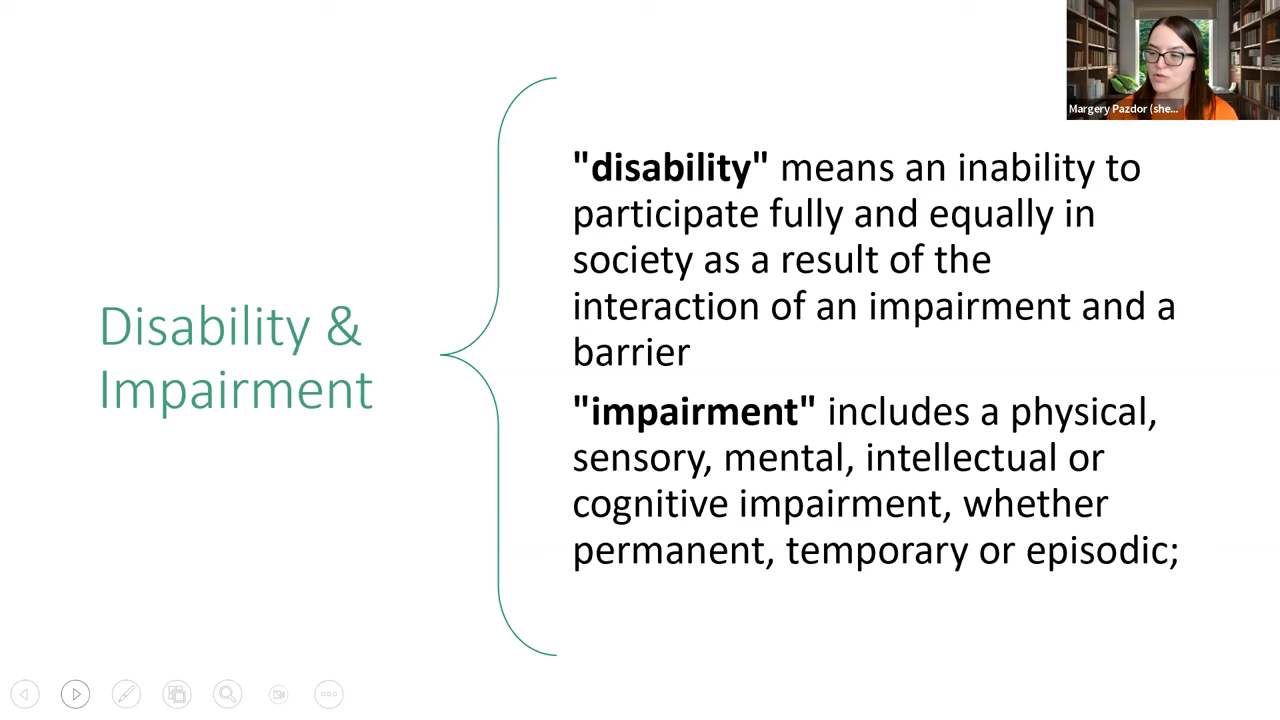 Margery Pazdor (she...
Disability &
Impairment
"disability" means an inability to
participate fully and equally in
society as a result of the
interaction of an impairment and a
barrier
"impairment" includes a physical,
sensory, mental, intellectual or
cognitive impairment, whether
permanent, temporary or episodic;